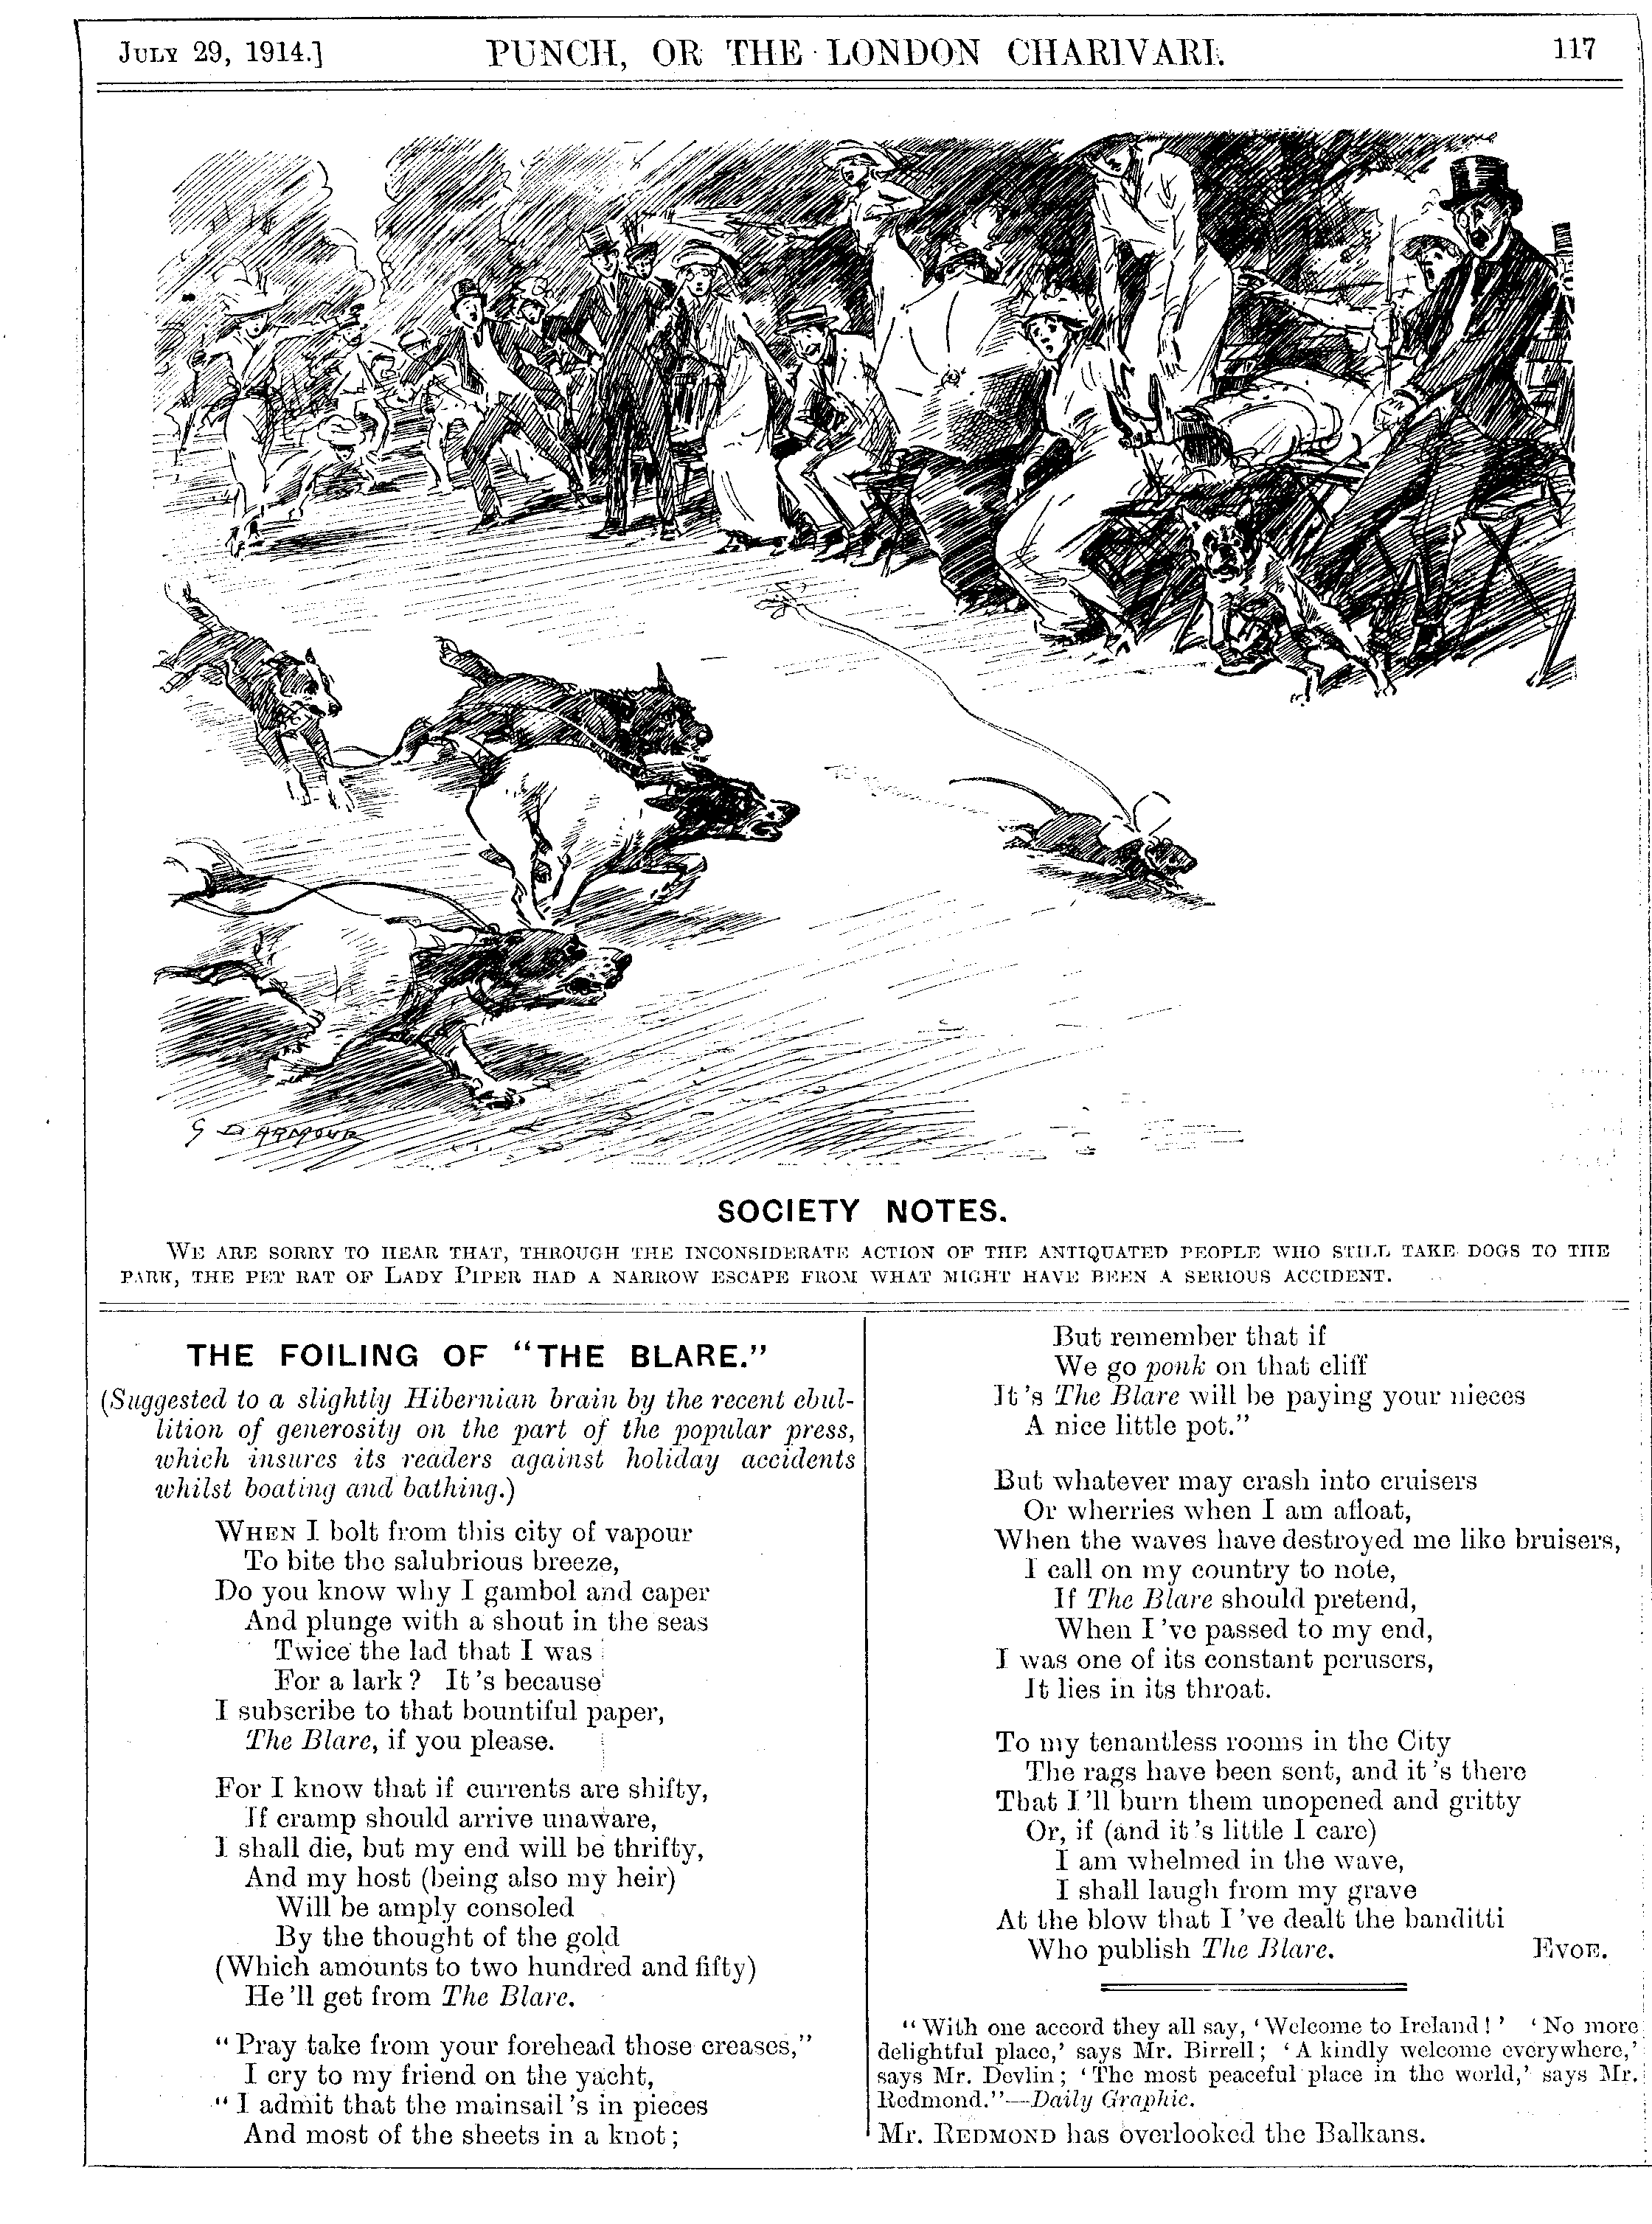 JULY 29, 1914.] PUNCH, OR THE LONDON CHARIVARI. 117
G D ARMOUR
SOCIETY NOTES.
WE ARE SORRY TO HEAR THAT, THROUGH THE INCONSIDERATE ACTION OF THE ANTIQUATED PEOPLE WHO STILL TAKE DOGS TO THE
PARK, THE PET RAT OF LADY PIPER HAD A NARROW ESCAPE FROM WHAT MIGHT HAVE BEEN A SERIOUS ACCIDENT.
THE FOILING OF "THE BLARE."
(Suggested to a slightly Hibernian brain by the recent ebul-
lition of generosity on the part of the popular press,
which insures its readers against holiday accidents
whilst boating and bathing.)
WHEN I bolt from this city of vapour
To bite the salubrious breeze,
Do you know why I gambol and caper
And plunge with a shout in the seas
Twice the lad that I was
For a lark? It's because
I subscribe to that bountiful paper,
The Blare, if you please.
For I know that if currents are shifty,
If cramp should arrive unaware,
I shall die, but my end will be thrifty,
And my host (being also my heir)
Will be amply consoled
By the thought of the gold
(Which amounts to two hundred and fifty)
He'll get from The Blare.
"Pray take from your forehead those creases,"
I cry to my friend on the yacht,
"I admit that the mainsail's in pieces
And most of the sheets in a knot;
But remember that if
We go ponk on that cliff
It's The Blare will be paying your nieces
A nice little pot."
But whatever may crash into cruisers
Or wherries when I am afloat,
When the waves have destroyed me like bruisers,
I call on my country to note,
If The Blare should pretend,
When I've passed to my end,
I was one of its constant perusers,
It lies in its throat.
To my tenantless rooms in the City
The rags have been sent, and it's there
That I'll burn them unopened and gritty
Or, if (and it's little I care)
I am whelmed in the wave,
I shall laugh from my grave
At the blow that I've dealt the banditti
Who publish The Blare. EVOE.
"With one accord they all say, 'Welcome to Ireland!' 'No more
delightful place,' says Mr. Birrell; 'A kindly welcome everywhere,'
says Mr. Devlin; 'The most peaceful place in the world,' says Mr.
Redmond."—Daily Graphic.
Mr. REDMOND has overlooked the Balkans.